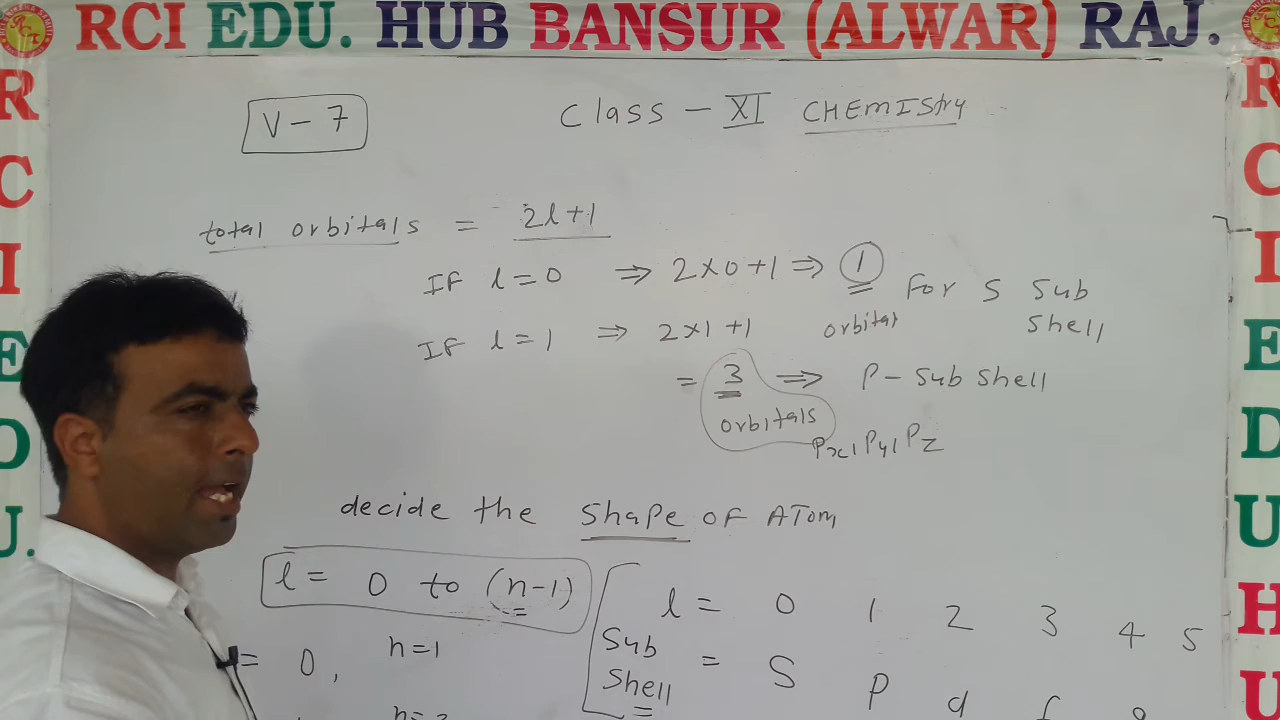 RCI EDU. HUB BANSUR (ALWAR) RAJ.
R C I E D U.
R C I E D U H U
V - 7
Class - XI CHEMIStry
total orbitals = 2l+1
IF l = 0 ⇒ 2×0+1 ⇒ 1 For S Sub
orbital Shell
IF l = 1 ⇒ 2×1+1
= 3 ⇒ P - Sub Shell
orbitals
Px, Py, Pz
decide the ShaPe OF ATom
l = 0 to (n-1)
l = 0 1 2 3 4 5
Sub
Shell = S P d f g
= 0, n=1